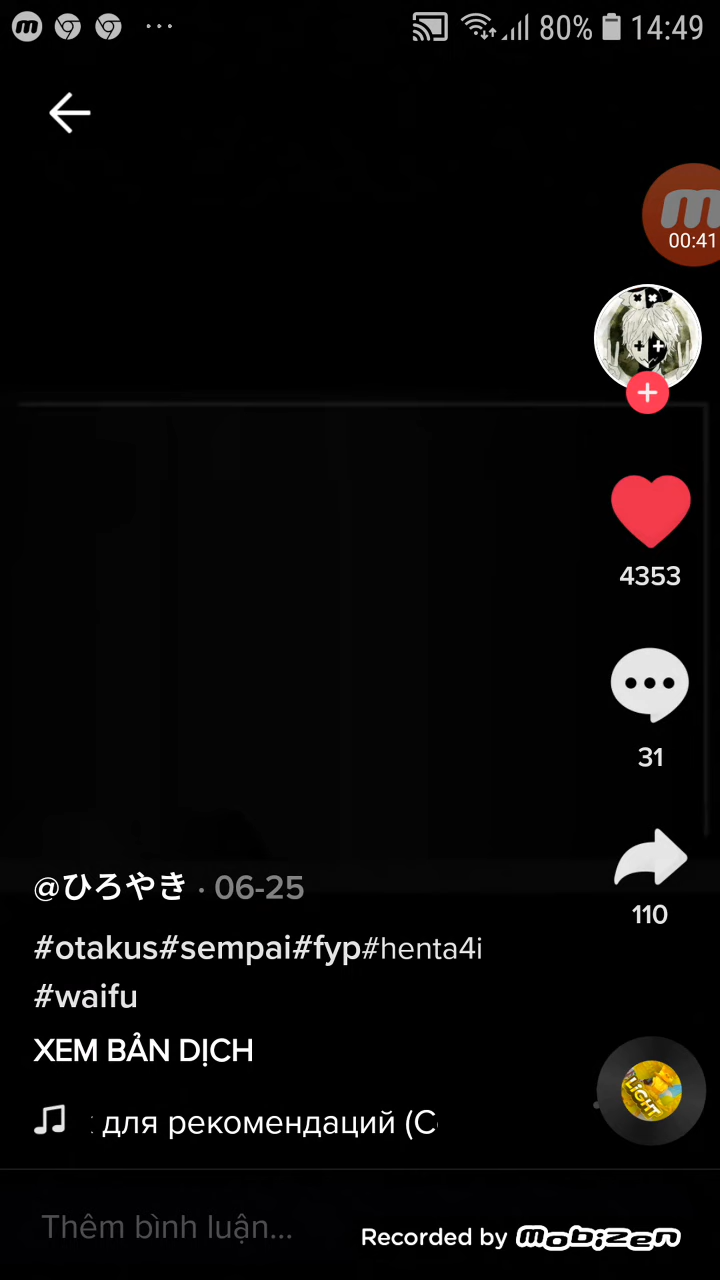 80% 14:49
m
00:41
4353
31
110
@ひろやき · 06-25
#otakus#sempai#fyp#henta4i
#waifu
XEM BẢN DỊCH
: для рекомендаций (С
LIGHT
Thêm bình luận...
Recorded by mobizen